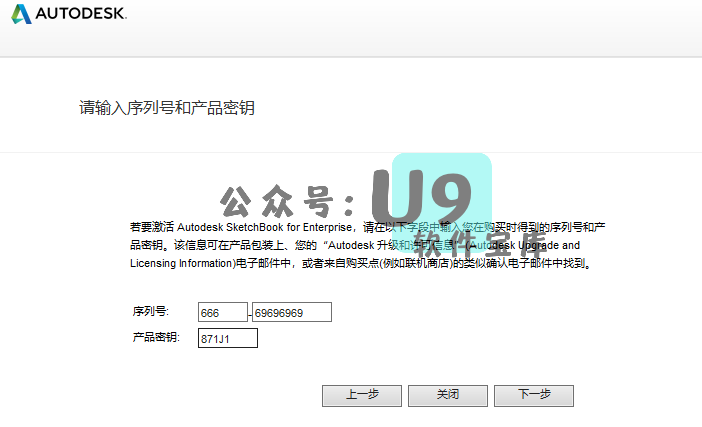 AUTODESK.
请输入序列号和产品密钥
公众号：U9
软件宝库
若要激活 Autodesk SketchBook for Enterprise，请在以下字段中输入您在购买时得到的序列号和产
品密钥。该信息可在产品包装上、您的“Autodesk 升级和许可信息”(Autodesk Upgrade and
Licensing Information)电子邮件中，或者来自购买点(例如联机商店)的类似确认电子邮件中找到。
序列号: 666 - 69696969
产品密钥: 871J1
上一步 关闭 下一步